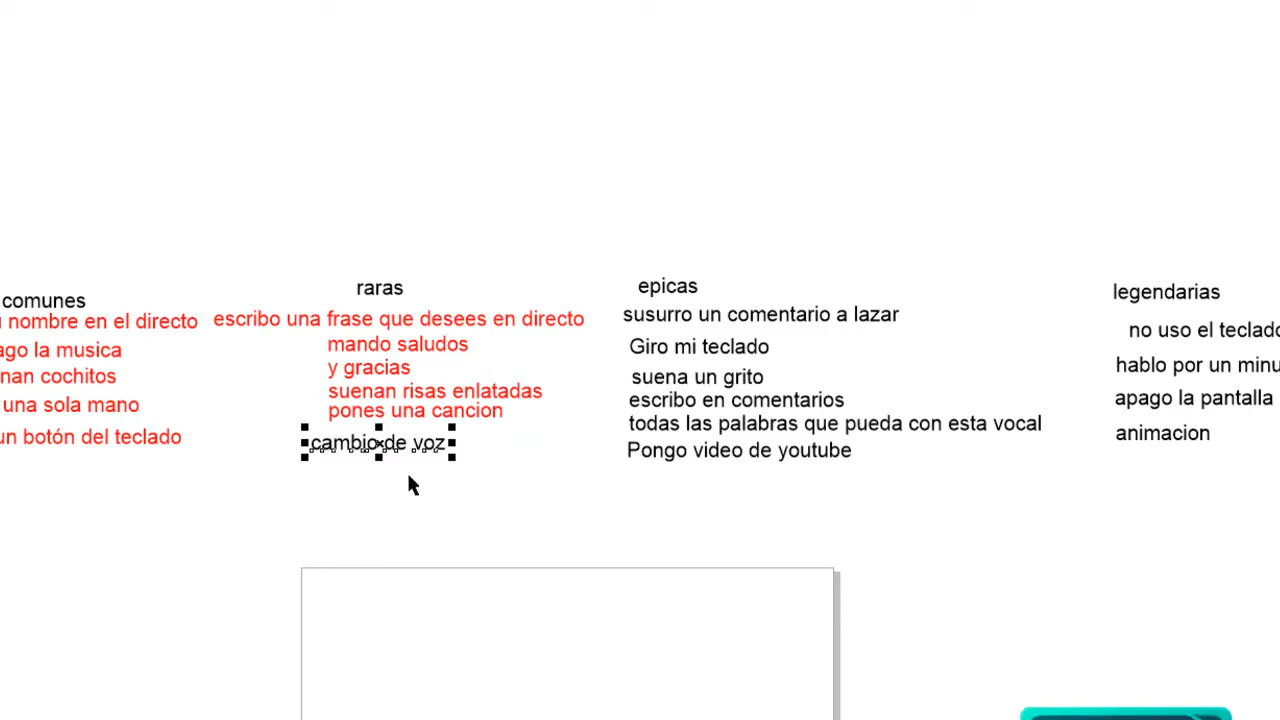 comunes
nombre en el directo
ago la musica
nan cochitos
una sola mano
un botón del teclado
raras
escribo una frase que desees en directo
mando saludos
y gracias
suenan risas enlatadas
pones una cancion
cambio de voz
epicas
susurro un comentario a lazar
Giro mi teclado
suena un grito
escribo en comentarios
todas las palabras que pueda con esta vocal
Pongo video de youtube
legendarias
no uso el teclado
hablo por un minu
apago la pantalla
animacion